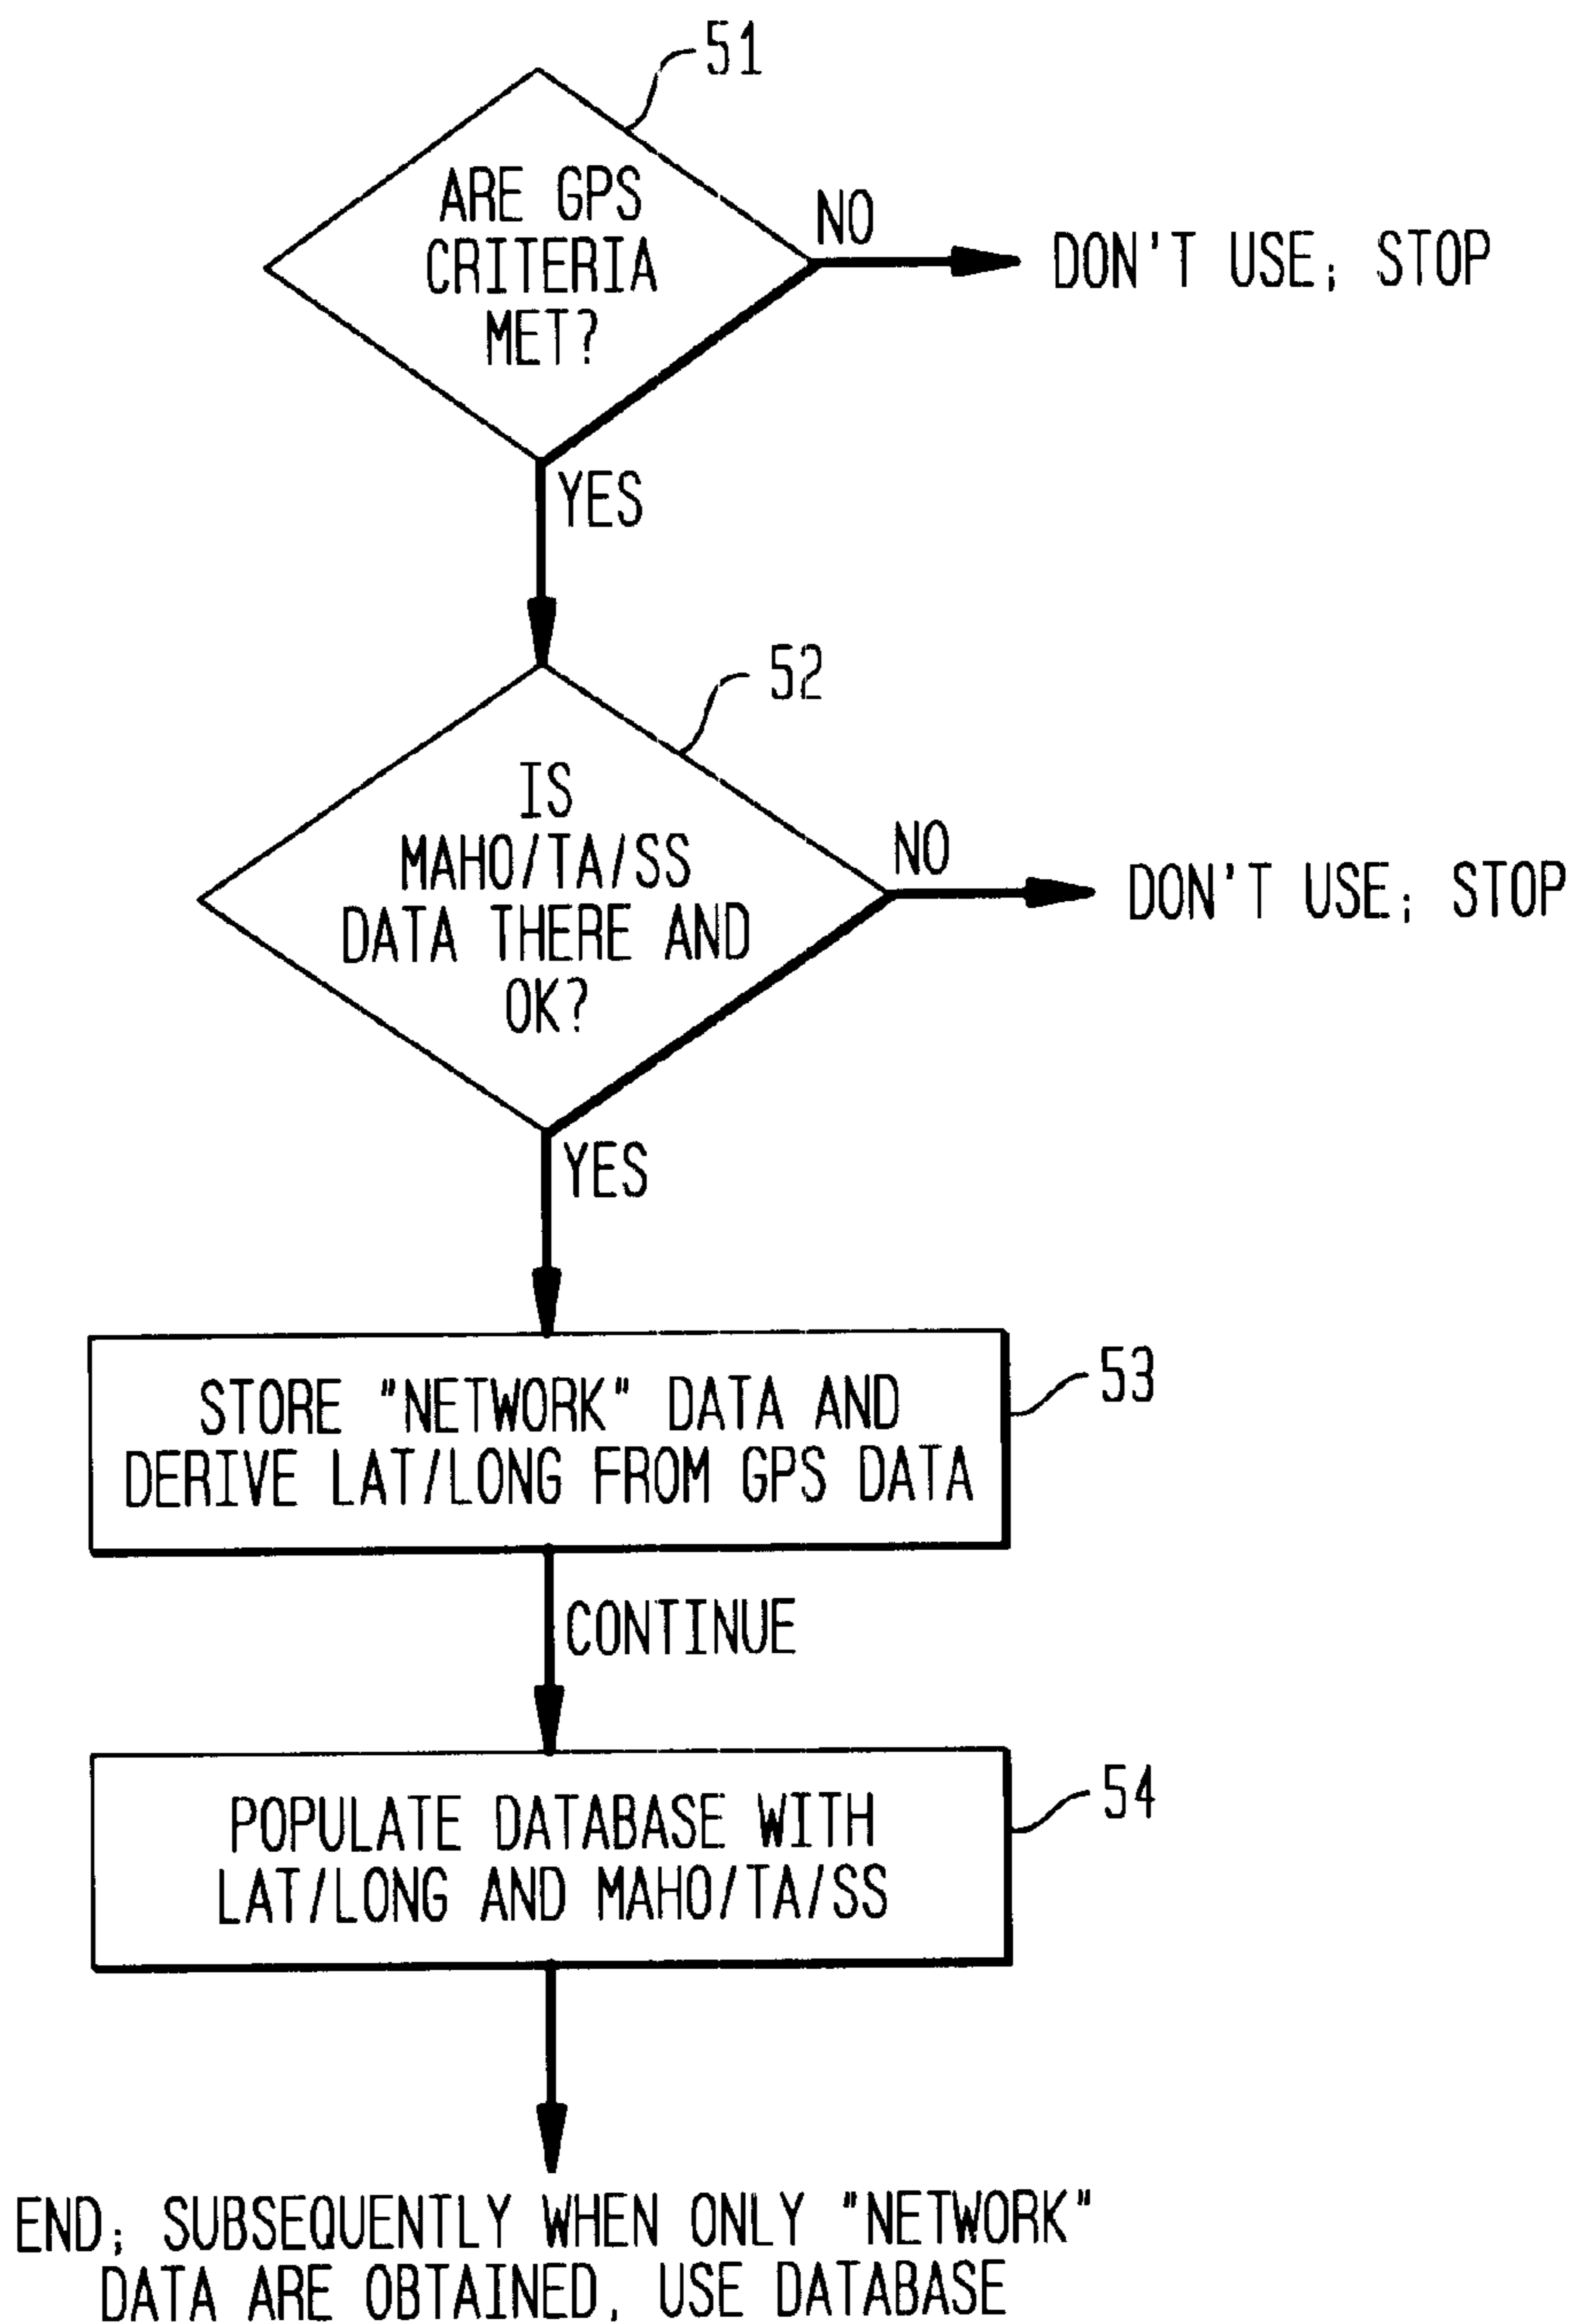 51
ARE GPS
CRITERIA
MET?
NO
DON'T USE; STOP
YES
52
IS
MAHO/TA/SS
DATA THERE AND
OK?
NO
DON'T USE; STOP
YES
53
STORE "NETWORK" DATA AND
DERIVE LAT/LONG FROM GPS DATA
CONTINUE
54
POPULATE DATABASE WITH
LAT/LONG AND MAHO/TA/SS
END; SUBSEQUENTLY WHEN ONLY "NETWORK"
DATA ARE OBTAINED, USE DATABASE